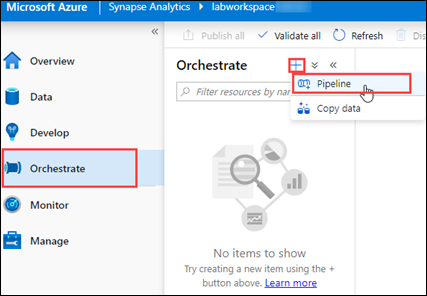 Microsoft Azure Synapse Analytics ▸ labworkspace
« Publish all Validate all Refresh Dis
Overview
Data
Develop
Orchestrate
Monitor
Manage
Orchestrate
Filter resources by na
Pipeline
Copy data
No items to show
Try creating a new item using the +
button above. Learn more